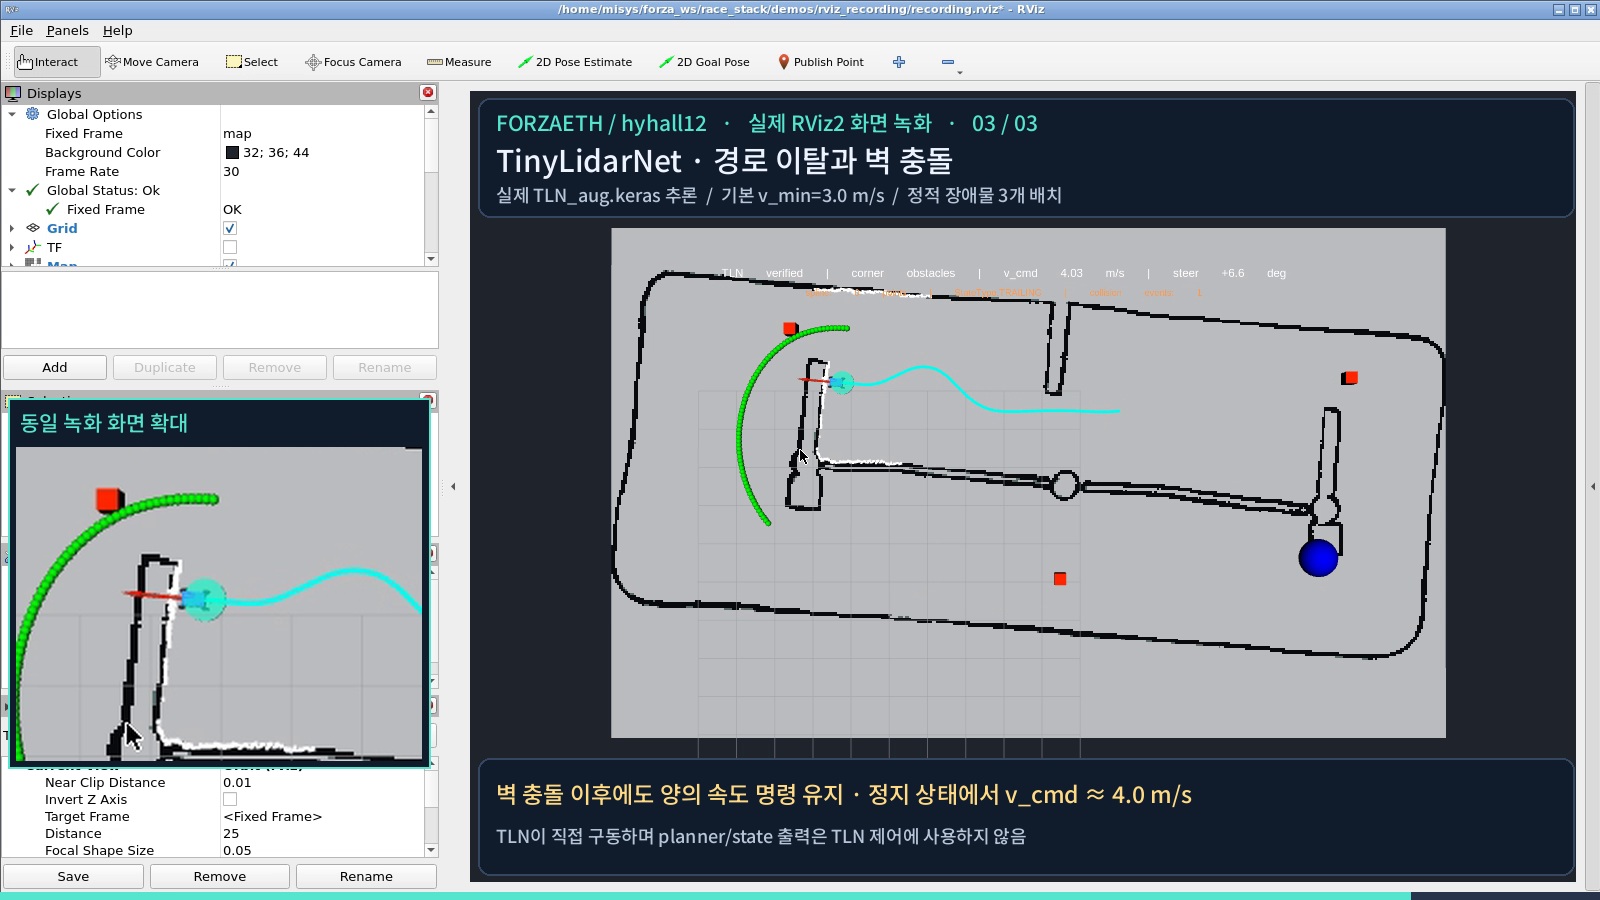 /home/misys/forza_ws/race_stack/demos/rviz_recording/recording.rviz* - RViz
File Panels Help
Interact Move Camera Select Focus Camera Measure 2D Pose Estimate 2D Goal Pose Publish Point
Displays
Global Options
Fixed Frame map
Background Color 32; 36; 44
Frame Rate 30
Global Status: Ok
Fixed Frame OK
Grid
TF
Map
Add Duplicate Remove Rename
동일 녹화 화면 확대
Near Clip Distance 0.01
Invert Z Axis
Target Frame <Fixed Frame>
Distance 25
Focal Shape Size 0.05
Save Remove Rename
FORZAETH / hyhall12 · 실제 RViz2 화면 녹화 · 03 / 03
TinyLidarNet · 경로 이탈과 벽 충돌
실제 TLN_aug.keras 추론 / 기본 v_min=3.0 m/s / 정적 장애물 3개 배치
TLN verified | corner obstacles | v_cmd 4.03 m/s | steer +6.6 deg
TRAILING | collision events: 1
벽 충돌 이후에도 양의 속도 명령 유지 · 정지 상태에서 v_cmd ≈ 4.0 m/s
TLN이 직접 구동하며 planner/state 출력은 TLN 제어에 사용하지 않음